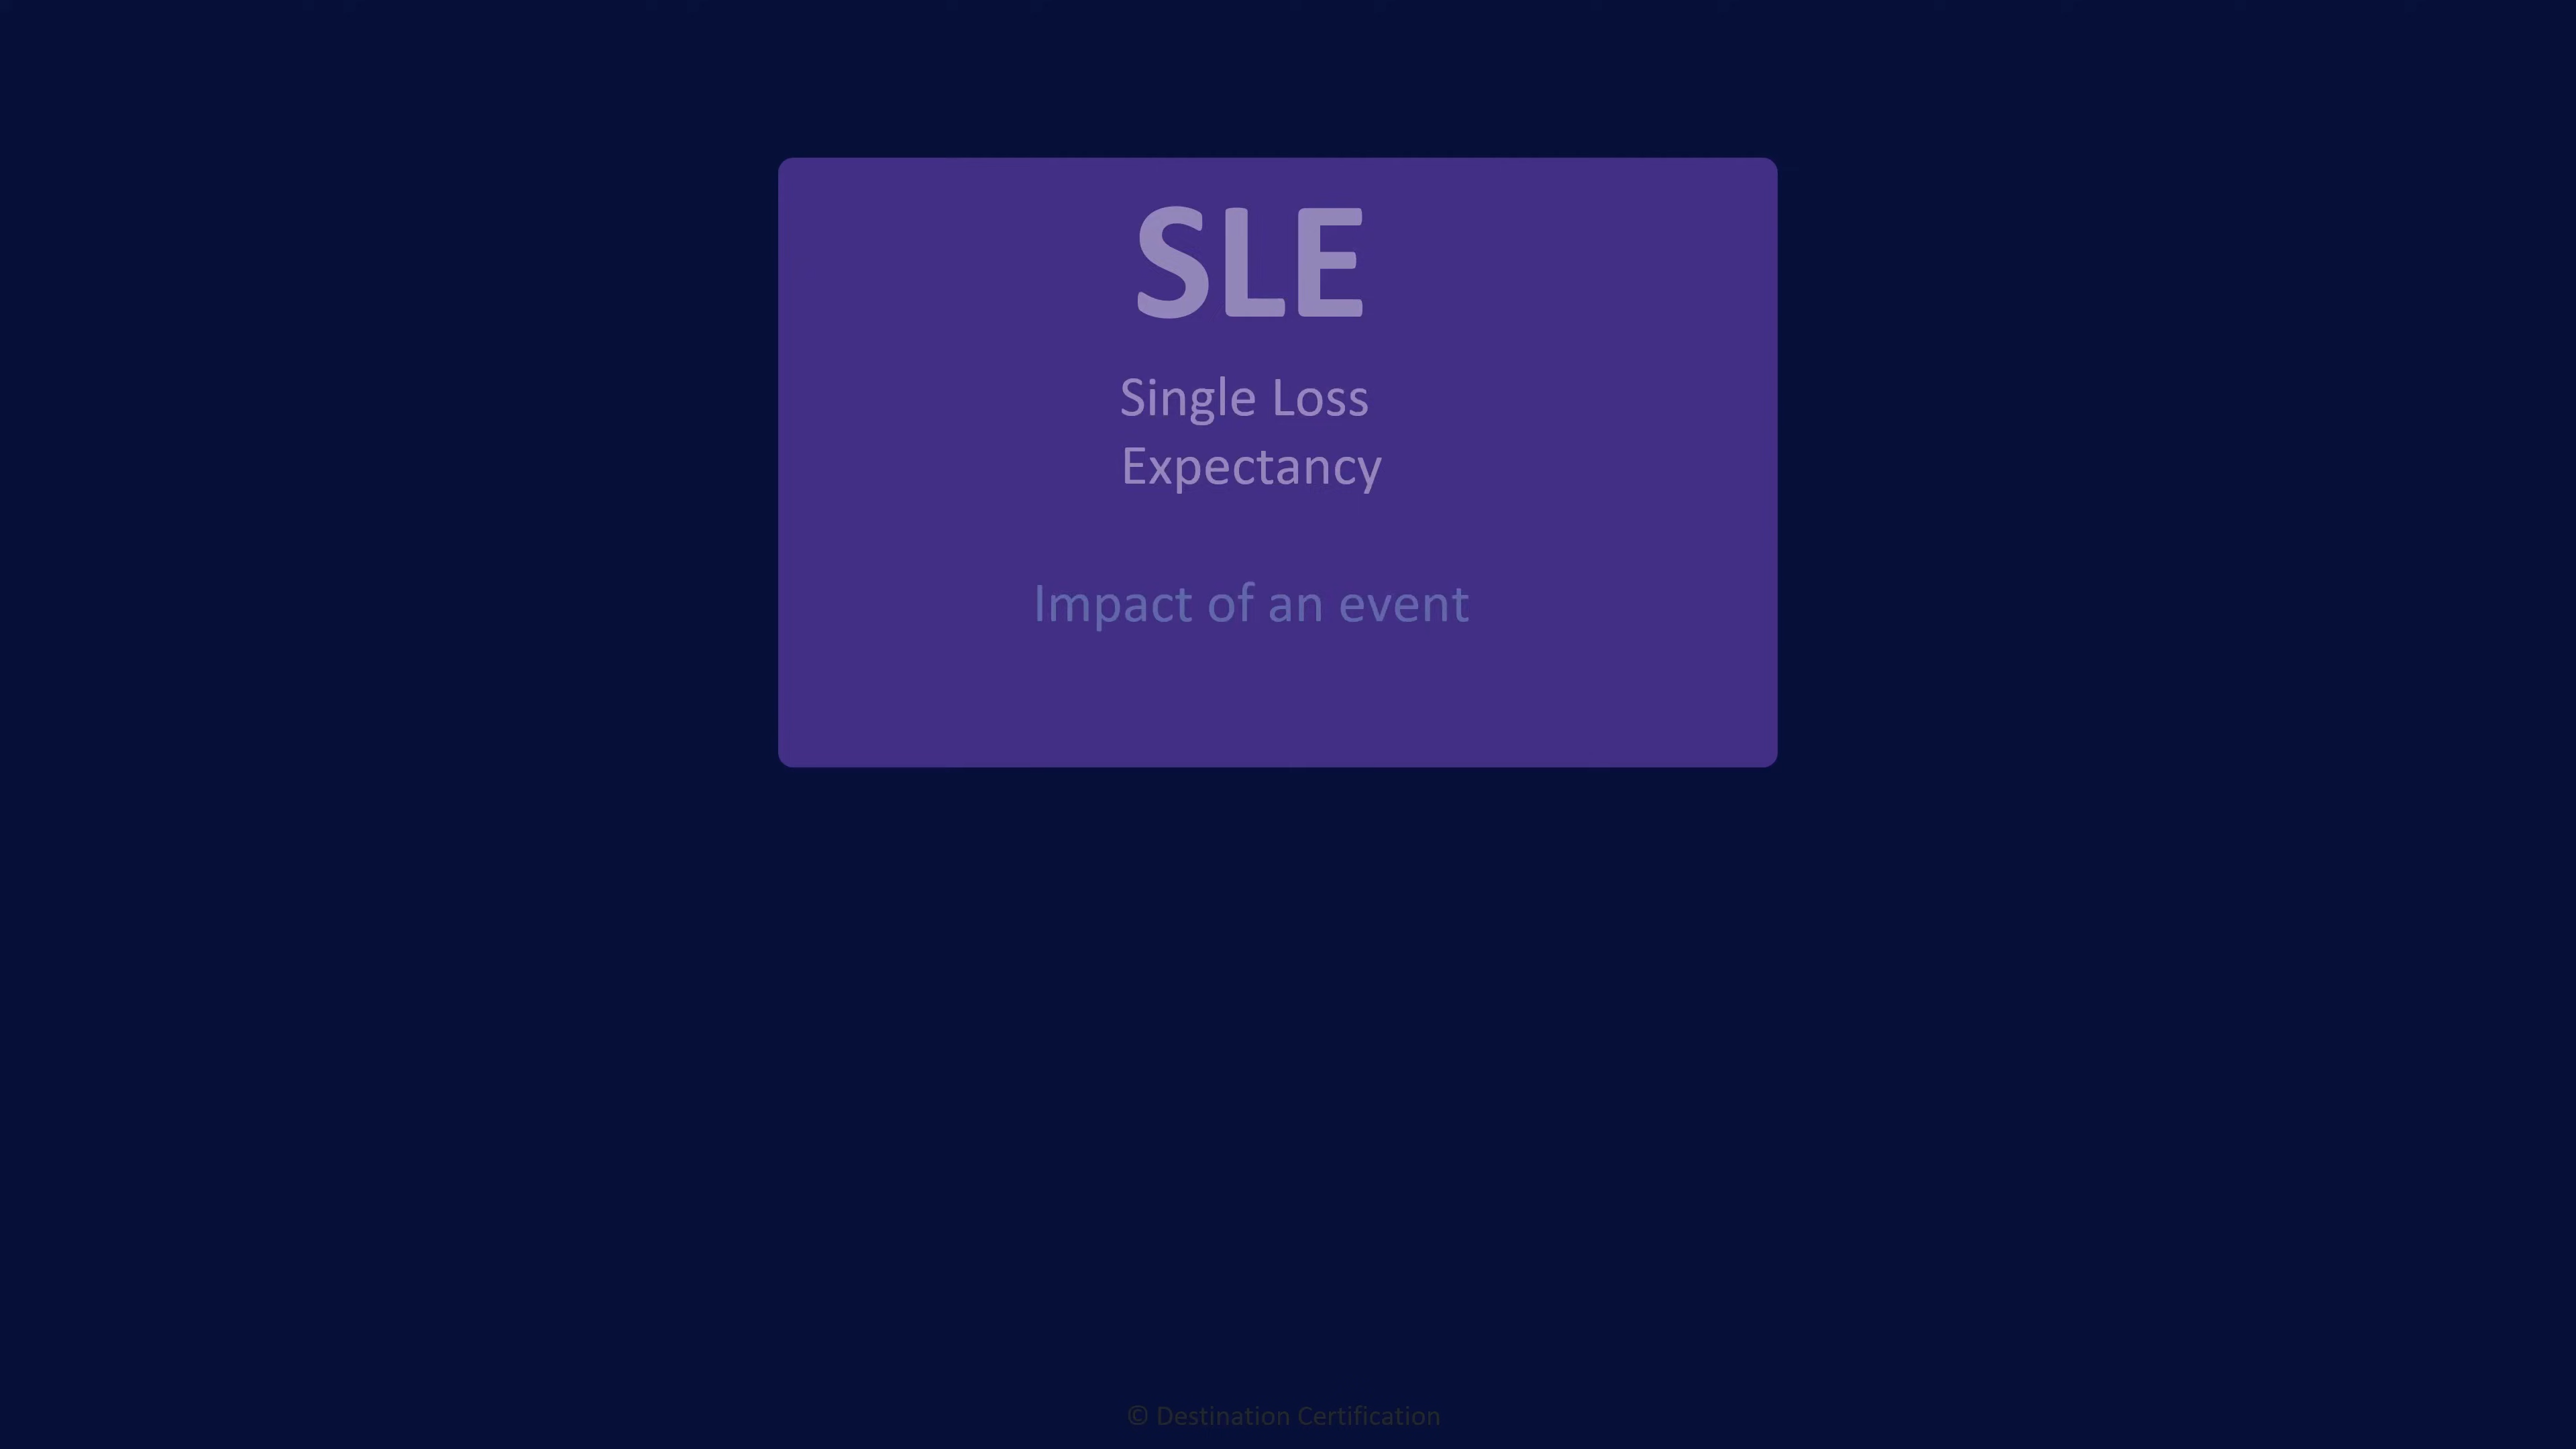 SLE
Single Loss
Expectancy
Impact of an event
© Destination Certification